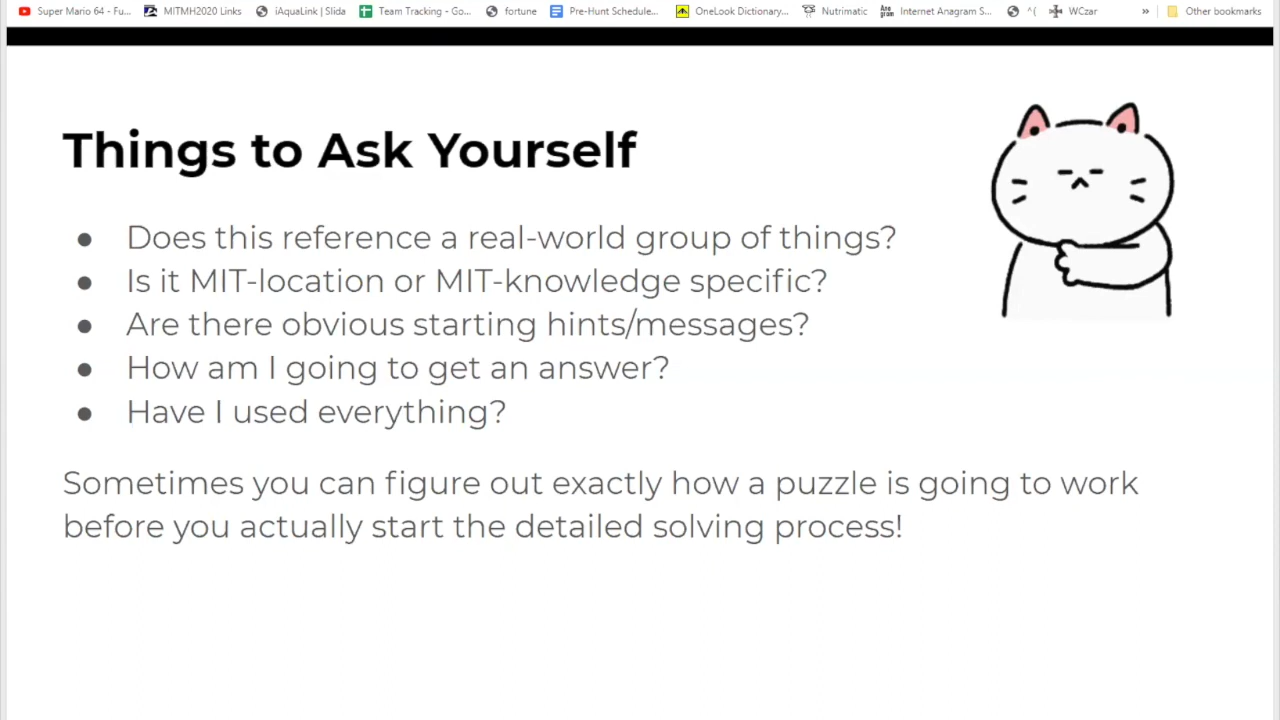 Super Mario 64 - Fu... MITMH2020 Links iAquaLink | Slida Team Tracking - Go... fortune Pre-Hunt Schedule... OneLook Dictionary... Nutrimatic Internet Anagram S... ^( WCzar » Other bookmarks
Things to Ask Yourself
● Does this reference a real-world group of things?
● Is it MIT-location or MIT-knowledge specific?
● Are there obvious starting hints/messages?
● How am I going to get an answer?
● Have I used everything?
Sometimes you can figure out exactly how a puzzle is going to work
before you actually start the detailed solving process!